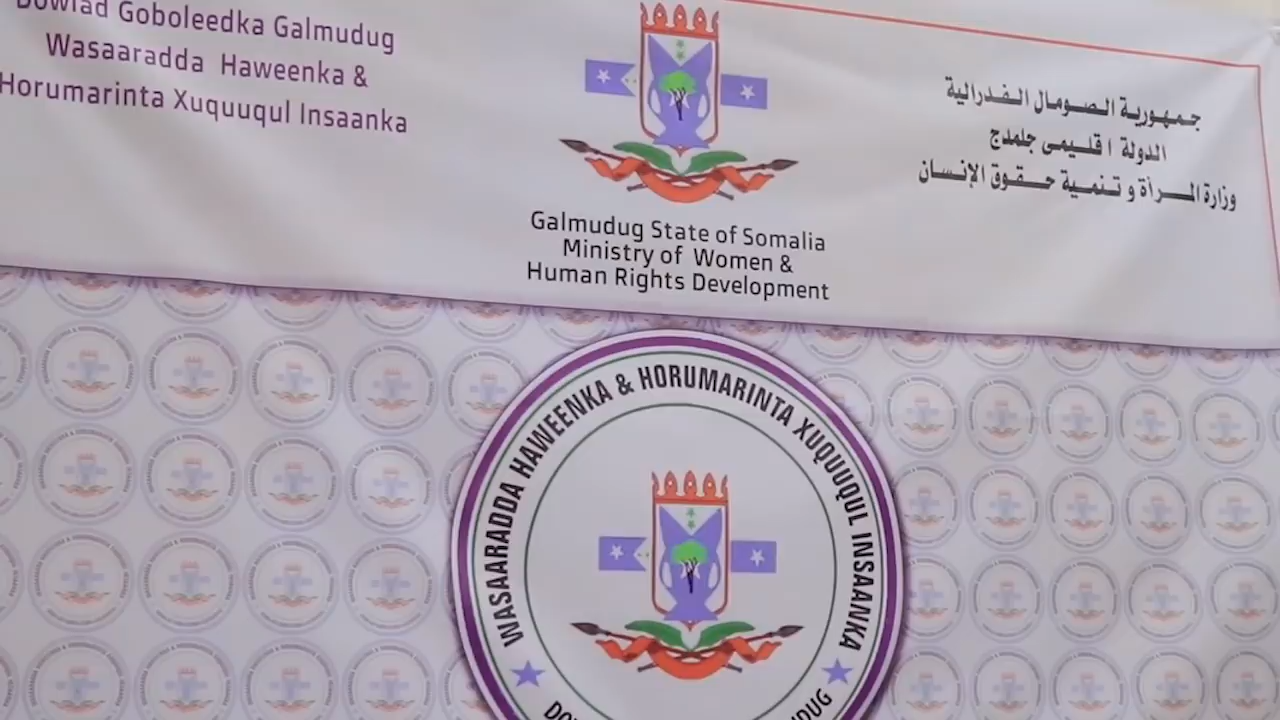 Dowlad Goboleedka Galmudug
Wasaaradda Haweenka &
Horumarinta Xuquuqul Insaanka
Galmudug State of Somalia
Ministry of Women &
Human Rights Development
جمهورية الصومال الفدرالية
الدولة اقليمى جلمدج
وزارة المرأة و تنمية حقوق الإنسان
WASAARADDA HAWEENKA & HORUMARINTA XUQUUQUL INSAANKA